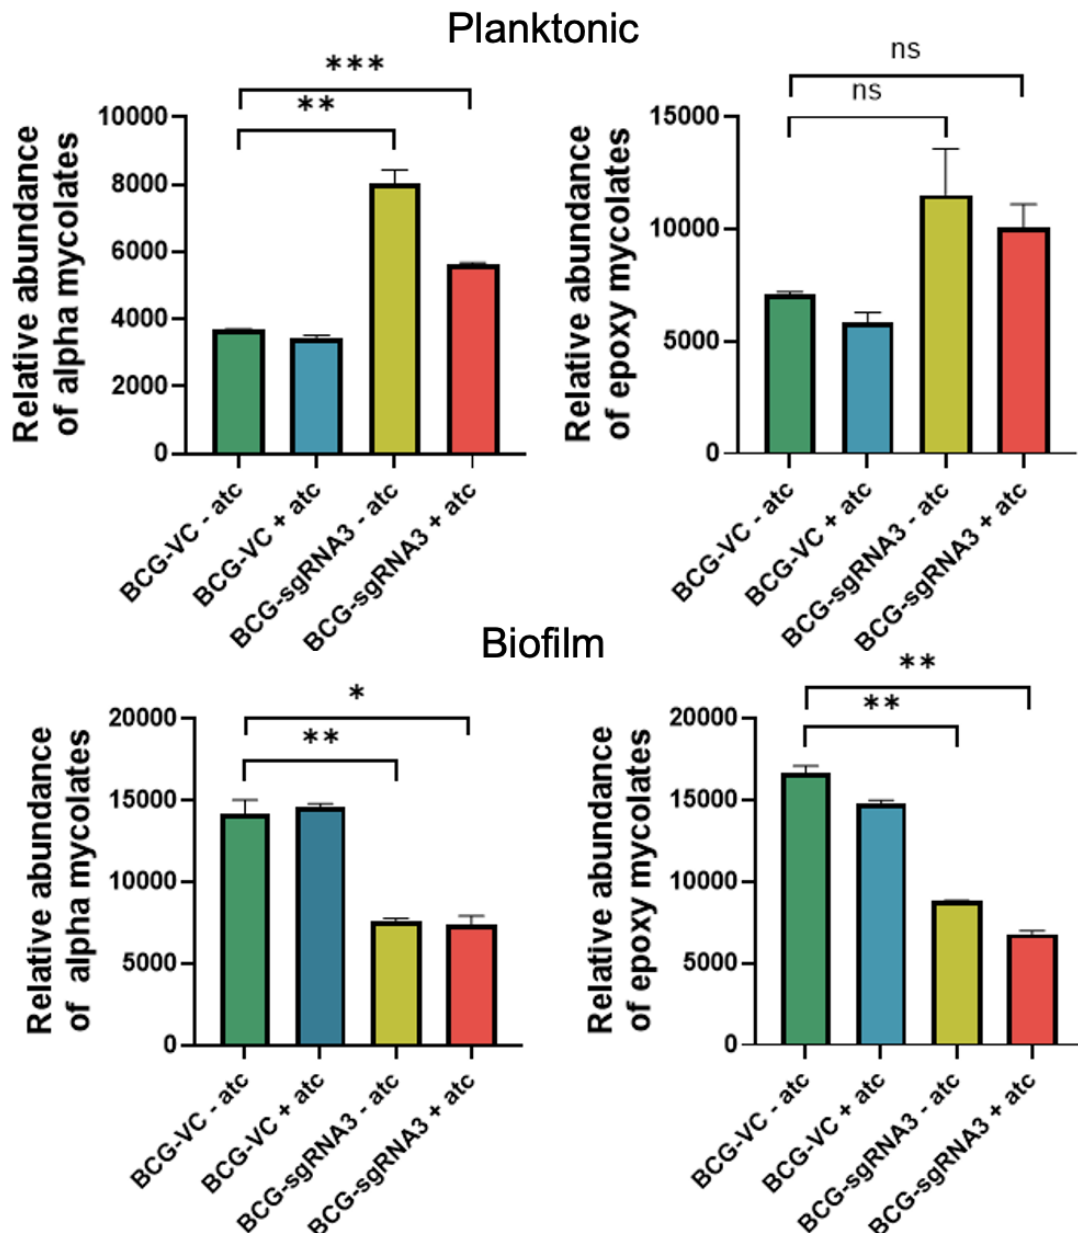 Planktonic
***
**
Relative abundance
of alpha mycolates
10000
8000
6000
4000
2000
0
BCG-VC - atc
BCG-VC + atc
BCG-sgRNA3 - atc
BCG-sgRNA3 + atc
ns
ns
Relative abundance
of epoxy mycolates
15000
10000
5000
0
BCG-VC - atc
BCG-VC + atc
BCG-sgRNA3 - atc
BCG-sgRNA3 + atc
Biofilm
*
**
Relative abundance
of alpha mycolates
20000
15000
10000
5000
0
BCG-VC - atc
BCG-VC + atc
BCG-sgRNA3 - atc
BCG-sgRNA3 + atc
**
**
Relative abundance
of epoxy mycolates
20000
15000
10000
5000
0
BCG-VC - atc
BCG-VC + atc
BCG-sgRNA3 - atc
BCG-sgRNA3 + atc